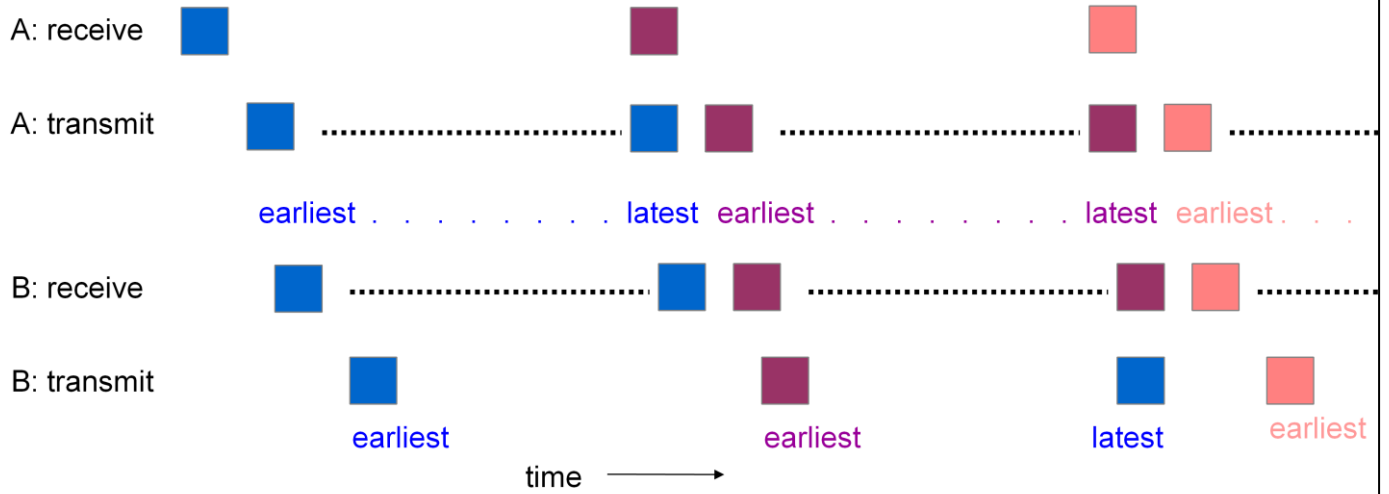 A: receive
A: transmit
earliest . . . . . . . . latest earliest . . . . . . . . latest earliest . . .
B: receive
B: transmit
earliest earliest latest earliest
time